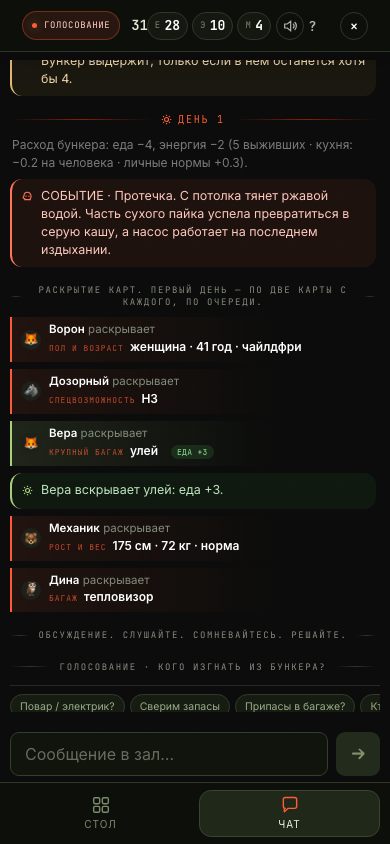 ГОЛОСОВАНИЕ 31 Е 28 Э 10 М 4 ? ×
Бункер выдержит, только если в нём останется хотя
бы 4.
ДЕНЬ 1
Расход бункера: еда −4, энергия −2 (5 выживших · кухня:
−0.2 на человека · личные нормы +0.3).
СОБЫТИЕ · Протечка. С потолка тянет ржавой
водой. Часть сухого пайка успела превратиться в
серую кашу, а насос работает на последнем
издыхании.
РАСКРЫТИЕ КАРТ. ПЕРВЫЙ ДЕНЬ — ПО ДВЕ КАРТЫ С
КАЖДОГО, ПО ОЧЕРЕДИ.
Ворон раскрывает
ПОЛ И ВОЗРАСТ женщина · 41 год · чайлдфри
Дозорный раскрывает
СПЕЦВОЗМОЖНОСТЬ НЗ
Вера раскрывает
КРУПНЫЙ БАГАЖ улей ЕДА +3
Вера вскрывает улей: еда +3.
Механик раскрывает
РОСТ И ВЕС 175 см · 72 кг · норма
Дина раскрывает
БАГАЖ тепловизор
ОБСУЖДЕНИЕ. СЛУШАЙТЕ. СОМНЕВАЙТЕСЬ. РЕШАЙТЕ.
ГОЛОСОВАНИЕ · КОГО ИЗГНАТЬ ИЗ БУНКЕРА?
Повар / электрик? Сверим запасы Припасы в багаже?
Сообщение в зал...
СТОЛ ЧАТ